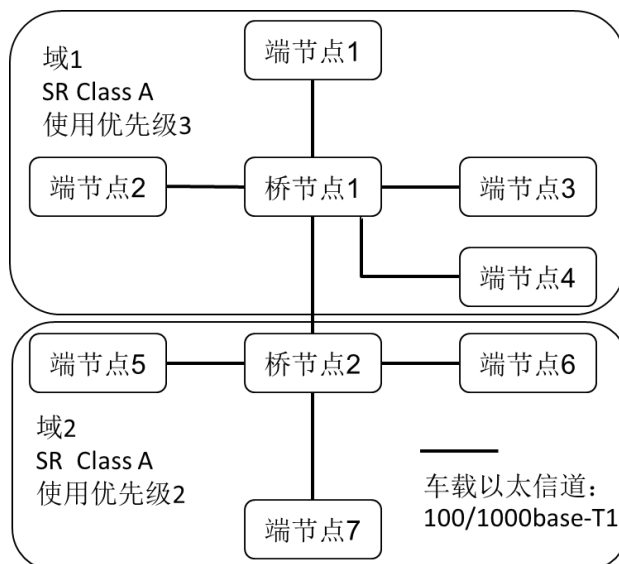 域1
SR Class A
使用优先级3
端节点1
端节点2
桥节点1
端节点3
端节点4
端节点5
桥节点2
端节点6
域2
SR  Class A
使用优先级2
端节点7
车载以太信道：
100/1000base-T1